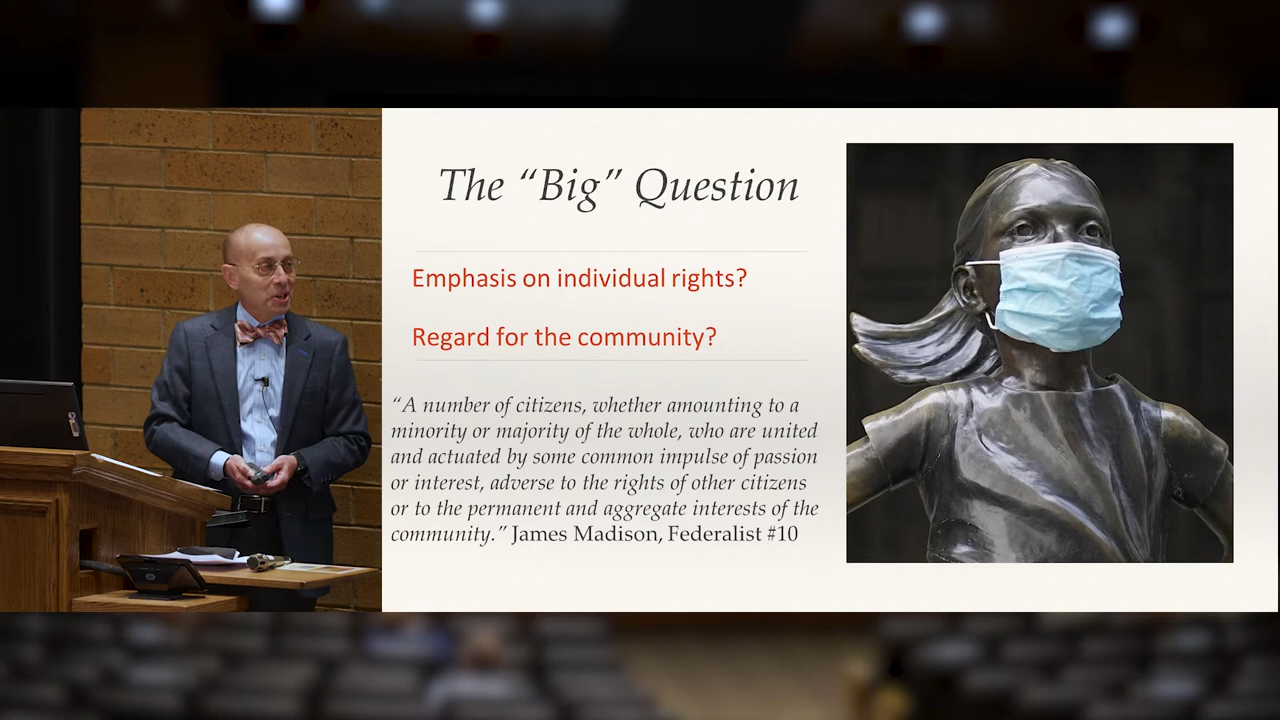 The “Big” Question
Emphasis on individual rights?
Regard for the community?
“A number of citizens, whether amounting to a
minority or majority of the whole, who are united
and actuated by some common impulse of passion
or interest, adverse to the rights of other citizens
or to the permanent and aggregate interests of the
community.” James Madison, Federalist #10